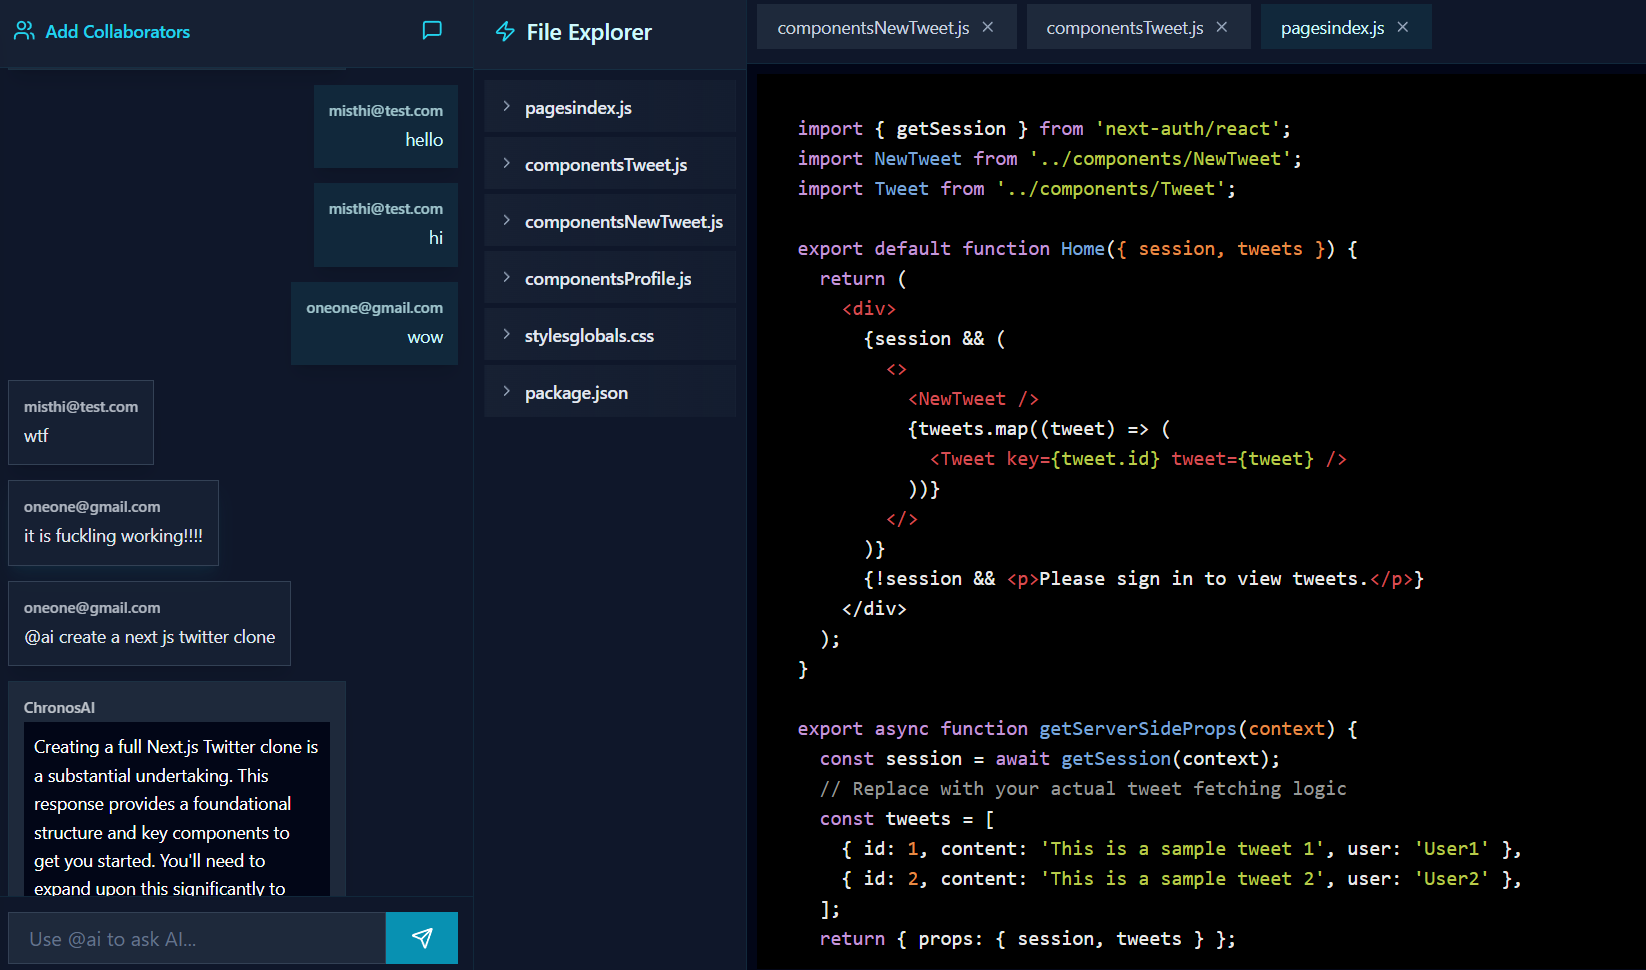 Add Collaborators
misthi@test.com
hello
misthi@test.com
hi
oneone@gmail.com
wow
misthi@test.com
wtf
oneone@gmail.com
it is fuckling working!!!!
oneone@gmail.com
@ai create a next js twitter clone
ChronosAI
Creating a full Next.js Twitter clone is
a substantial undertaking. This
response provides a foundational
structure and key components to
get you started. You'll need to
expand upon this significantly to
Use @ai to ask AI...
File Explorer
pagesindex.js
componentsTweet.js
componentsNewTweet.js
componentsProfile.js
stylesglobals.css
package.json
componentsNewTweet.js ×
componentsTweet.js ×
pagesindex.js ×
import { getSession } from 'next-auth/react';
import NewTweet from '../components/NewTweet';
import Tweet from '../components/Tweet';
export default function Home({ session, tweets }) {
  return (
    <div>
      {session && (
        <>
          <NewTweet />
          {tweets.map((tweet) => (
            <Tweet key={tweet.id} tweet={tweet} />
          ))}
        </>
      )}
      {!session && <p>Please sign in to view tweets.</p>}
    </div>
  );
}
export async function getServerSideProps(context) {
  const session = await getSession(context);
  // Replace with your actual tweet fetching logic
  const tweets = [
    { id: 1, content: 'This is a sample tweet 1', user: 'User1' },
    { id: 2, content: 'This is a sample tweet 2', user: 'User2' },
  ];
  return { props: { session, tweets } };